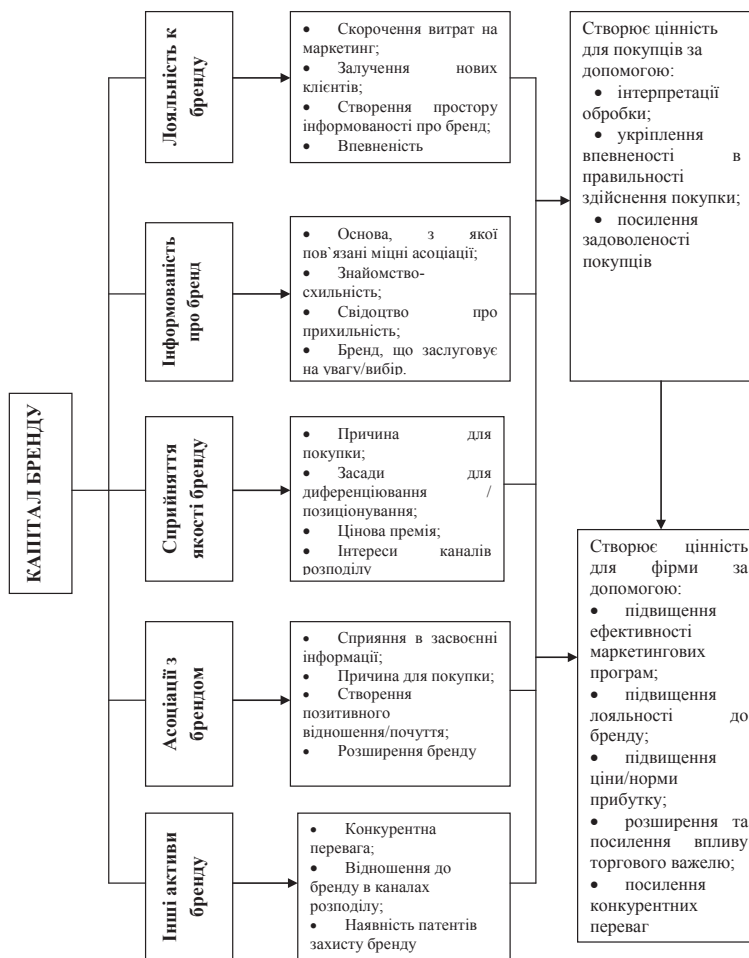 КАПІТАЛ БРЕНДУ
Лояльність к
бренду
• Скорочення витрат на
маркетинг;
• Залучення нових
клієнтів;
• Створення простору
інформованості про бренд;
• Впевненість
Інформованість
про бренд
• Основа, з якої
пов`язані міцні асоціації;
• Знайомство-
схильність;
• Свідоцтво про
прихильність;
• Бренд, що заслуговує
на увагу/вибір.
Сприйняття
якості бренду
• Причина для
покупки;
• Засади для
диференціювання /
позиціонування;
• Цінова премія;
• Інтереси каналів
розподілу
Асоціації з
брендом
• Сприяння в засвоєнні
інформації;
• Причина для покупки;
• Створення
позитивного
відношення/почуття;
• Розширення бренду
Інші активи
бренду
• Конкурентна
перевага;
• Відношення до
бренду в каналах
розподілу;
• Наявність патентів
захисту бренду
Створює цінність
для покупців за
допомогою:
• інтерпретації
обробки;
• укріплення
впевненості в
правильності
здійснення покупки;
• посилення
задоволеності
покупців
Створює цінність
для фірми за
допомогою:
• підвищення
ефективності
маркетингових
програм;
• підвищення
лояльності до
бренду;
• підвищення
ціни/норми
прибутку;
• розширення та
посилення впливу
торгового важелю;
• посилення
конкурентних
переваг